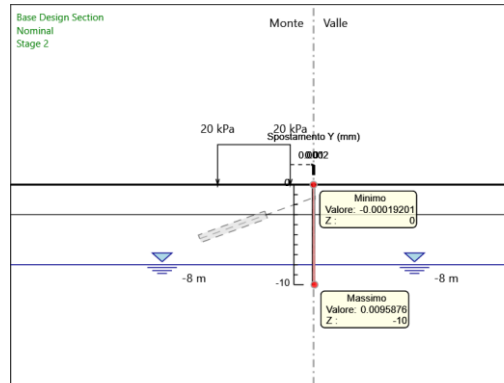 Base Design Section
Nominal
Stage 2
Monte
Valle
20 kPa
20 kPa
Spostamento Y (mm)
0
Minimo
Valore: -0.00019201
Z : 0
-8 m
-8 m
-10
Massimo
Valore: 0.0095876
Z : -10